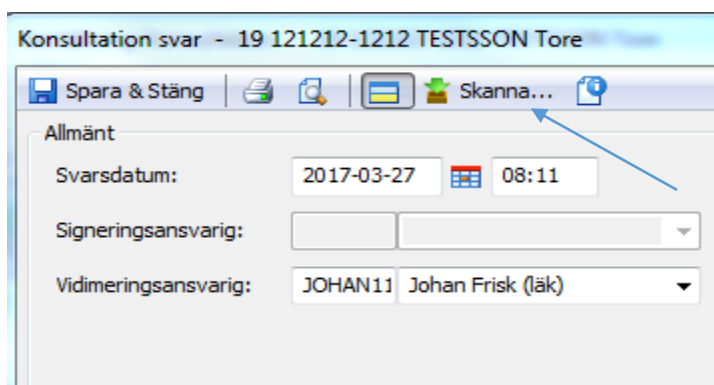 Konsultation svar - 19 121212-1212 TESTSSON Tore
Spara & Stäng Skanna...
Allmänt
Svarsdatum: 2017-03-27 08:11
Signeringsansvarig:
Vidimeringsansvarig: JOHAN11 Johan Frisk (läk)